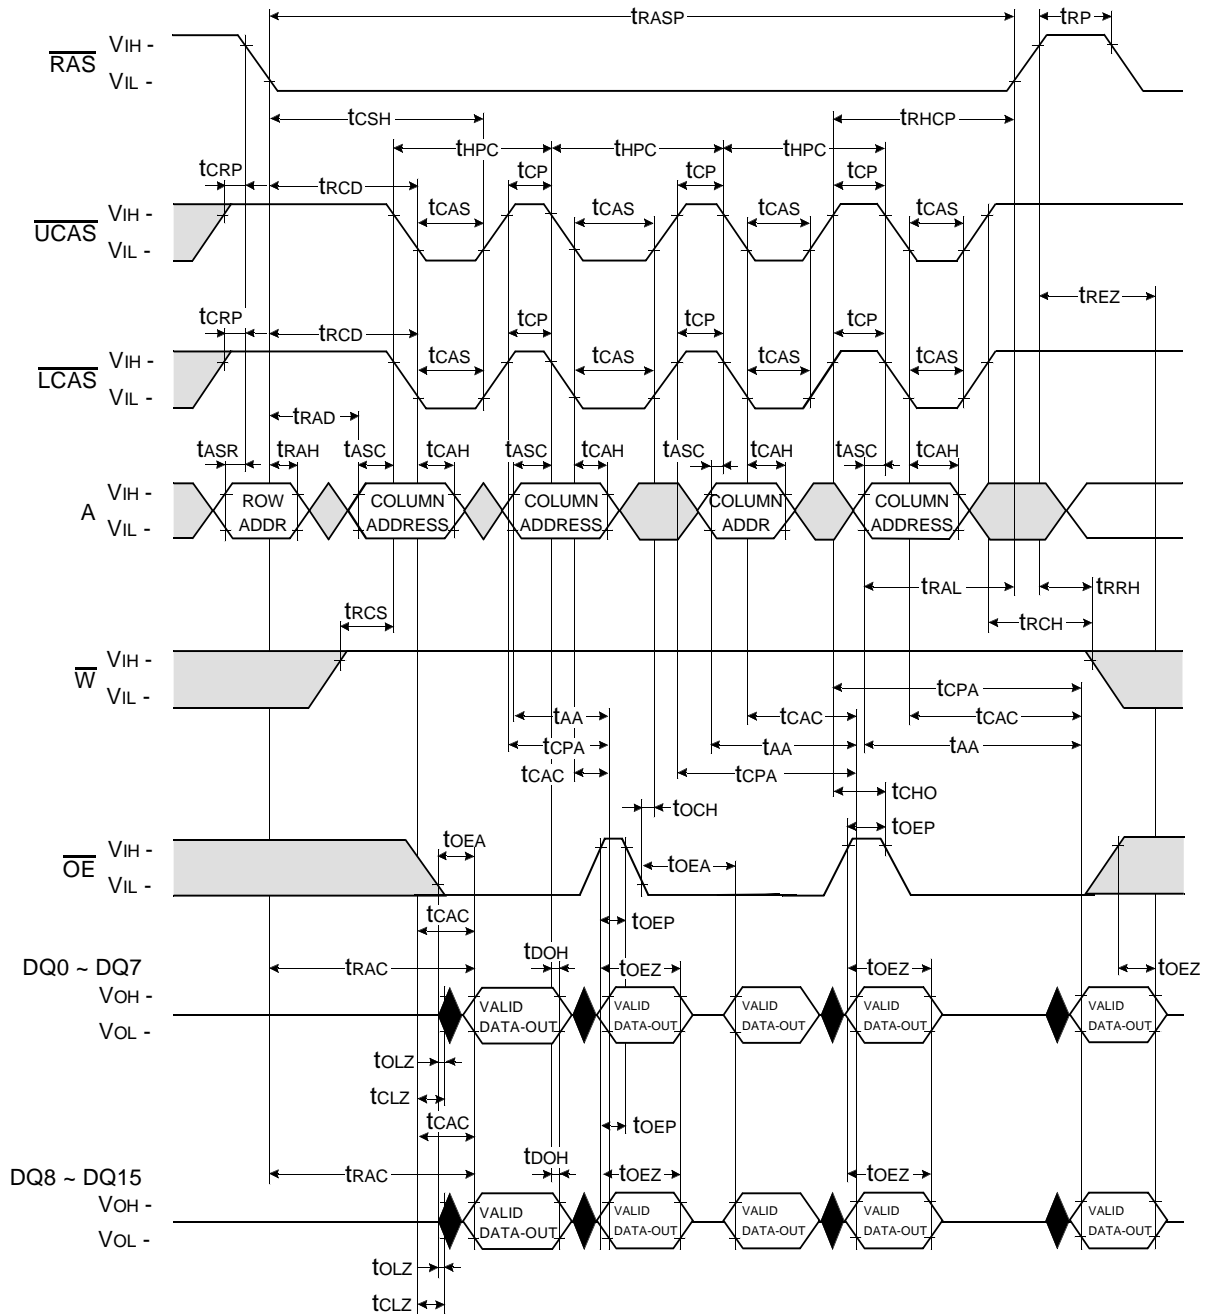 tRASP tRP
RAS VIH -
VIL -
tCSH tRHCP
tHPC tHPC tHPC
tCRP tRCD tCP tCP tCP
UCAS VIH - tCAS tCAS tCAS tCAS
VIL -
tREZ
tCRP tRCD tCP tCP tCP
LCAS VIH - tCAS tCAS tCAS tCAS
VIL -
tRAD
tASR tRAH tASC tCAH tASC tCAH tASC tCAH tASC tCAH
A VIH - ROW COLUMN COLUMN COLUMN COLUMN
VIL - ADDR ADDRESS ADDRESS ADDR ADDRESS
tRAL tRRH
tRCS tRCH
W VIH -
VIL - tCPA
tAA tCAC tCAC
tCPA tAA tAA
tCAC tCPA
tCHO
tOCH
tOEP
OE VIH - tOEA
VIL - tOEA
tCAC tOEP
tDOH
DQ0 ~ DQ7 tRAC tOEZ tOEZ tOEZ
VOH - VALID VALID VALID VALID VALID
VOL - DATA-OUT DATA-OUT DATA-OUT DATA-OUT DATA-OUT
tOLZ
tCLZ
tCAC tOEP
tDOH
DQ8 ~ DQ15 tRAC tOEZ tOEZ
VOH - VALID VALID VALID VALID VALID
VOL - DATA-OUT DATA-OUT DATA-OUT DATA-OUT DATA-OUT
tOLZ
tCLZ